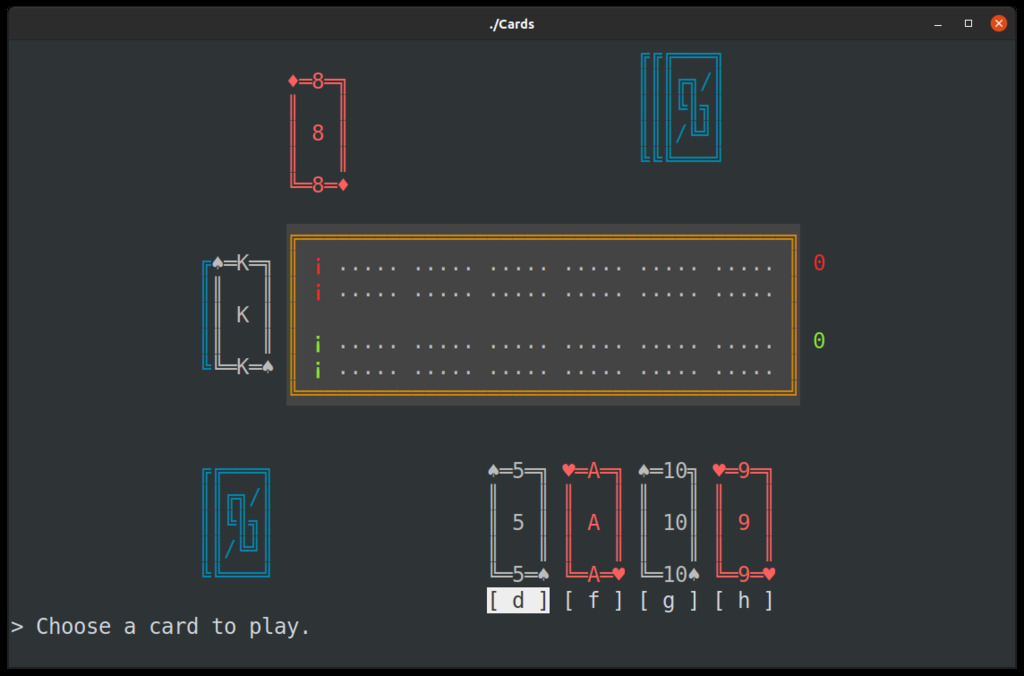 ./Cards
♦═8═╗
8
╚═8═♦
♠═K═╗
K
╚═K═♠
¡ ..... ..... ..... ..... ..... ..... 0
¡ ..... ..... ..... ..... ..... .....
¡ ..... ..... ..... ..... ..... ..... 0
¡ ..... ..... ..... ..... ..... .....
♠═5═╗ ♥═A═╗ ♠═10╗ ♥═9═╗
5 A 10 9
╚═5═♠ ╚═A═♥ ╚═10♠ ╚═9═♥
[ d ] [ f ] [ g ] [ h ]
> Choose a card to play.